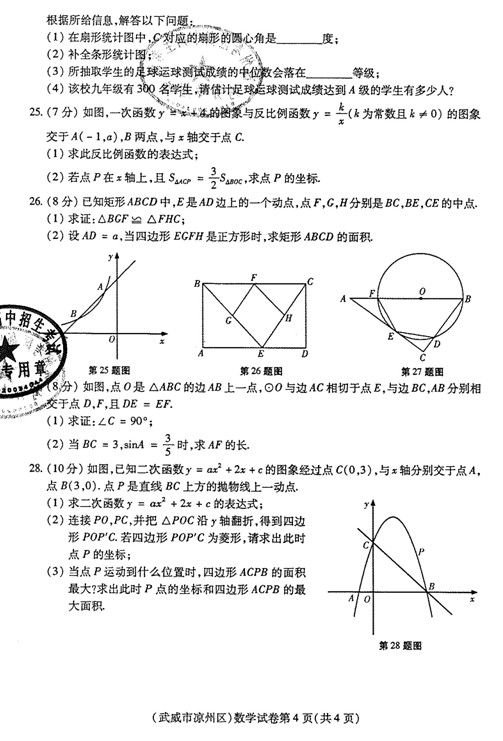 根据所给信息,解答以下问题:
(1) 在扇形统计图中,C对应的扇形的圆心角是________度;
(2) 补全条形统计图;
(3) 所抽取学生的足球运球测试成绩的中位数会落在________等级;
(4) 该校九年级有300名学生,请估计足球运球测试成绩达到A级的学生有多少人?
25. (7分) 如图,一次函数y = x+4的图象与反比例函数y = k/x(k为常数且k ≠ 0) 的图象
交于A(-1,a),B两点,与x轴交于点C.
(1) 求此反比例函数的表达式;
(2) 若点P在x轴上,且S△ACP = 3/2 S△BOC,求点P的坐标.
26. (8分) 已知矩形ABCD中,E是AD边上的一个动点,点F,G,H分别是BC,BE,CE的中点.
(1) 求证:△BGF ≌ △FHC;
(2) 设AD = a,当四边形EGFH是正方形时,求矩形ABCD的面积.
y
A
B
O
x
第25题图
B
F
C
G
H
A
E
D
第26题图
A
F
O
B
E
D
C
第27题图
中招生考
专用章
(8分) 如图,点O是△ABC的边AB上一点,⊙O与边AC相切于点E,与边BC,AB分别相
交于点D,F,且DE = EF.
(1) 求证:∠C = 90°;
(2) 当BC = 3,sinA = 3/5时,求AF的长.
28. (10分) 如图,已知二次函数y = ax²+2x+c的图象经过点C(0,3),与x轴分别交于点A,
点B(3,0). 点P是直线BC上方的抛物线上一动点.
(1) 求二次函数y = ax²+2x+c的表达式;
(2) 连接PO,PC,并把△POC沿y轴翻折,得到四边
形POP′C. 若四边形POP′C为菱形,请求出此时
点P的坐标;
(3) 当点P运动到什么位置时,四边形ACPB的面积
最大?求出此时P点的坐标和四边形ACPB的最
大面积.
y
C
P
A
O
B
x
第28题图
(武威市凉州区) 数学试卷第4页(共4页)